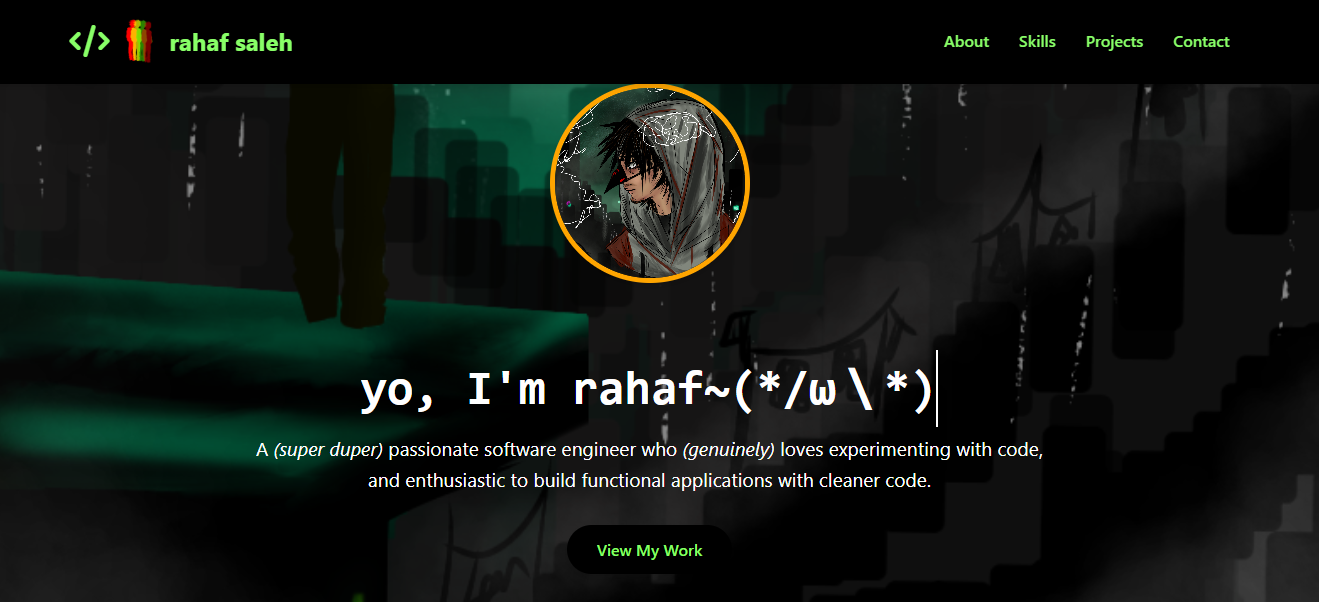 </> rahaf saleh
About Skills Projects Contact
yo, I'm rahaf~(*/ω\*)
A (super duper) passionate software engineer who (genuinely) loves experimenting with code,
and enthusiastic to build functional applications with cleaner code.
View My Work